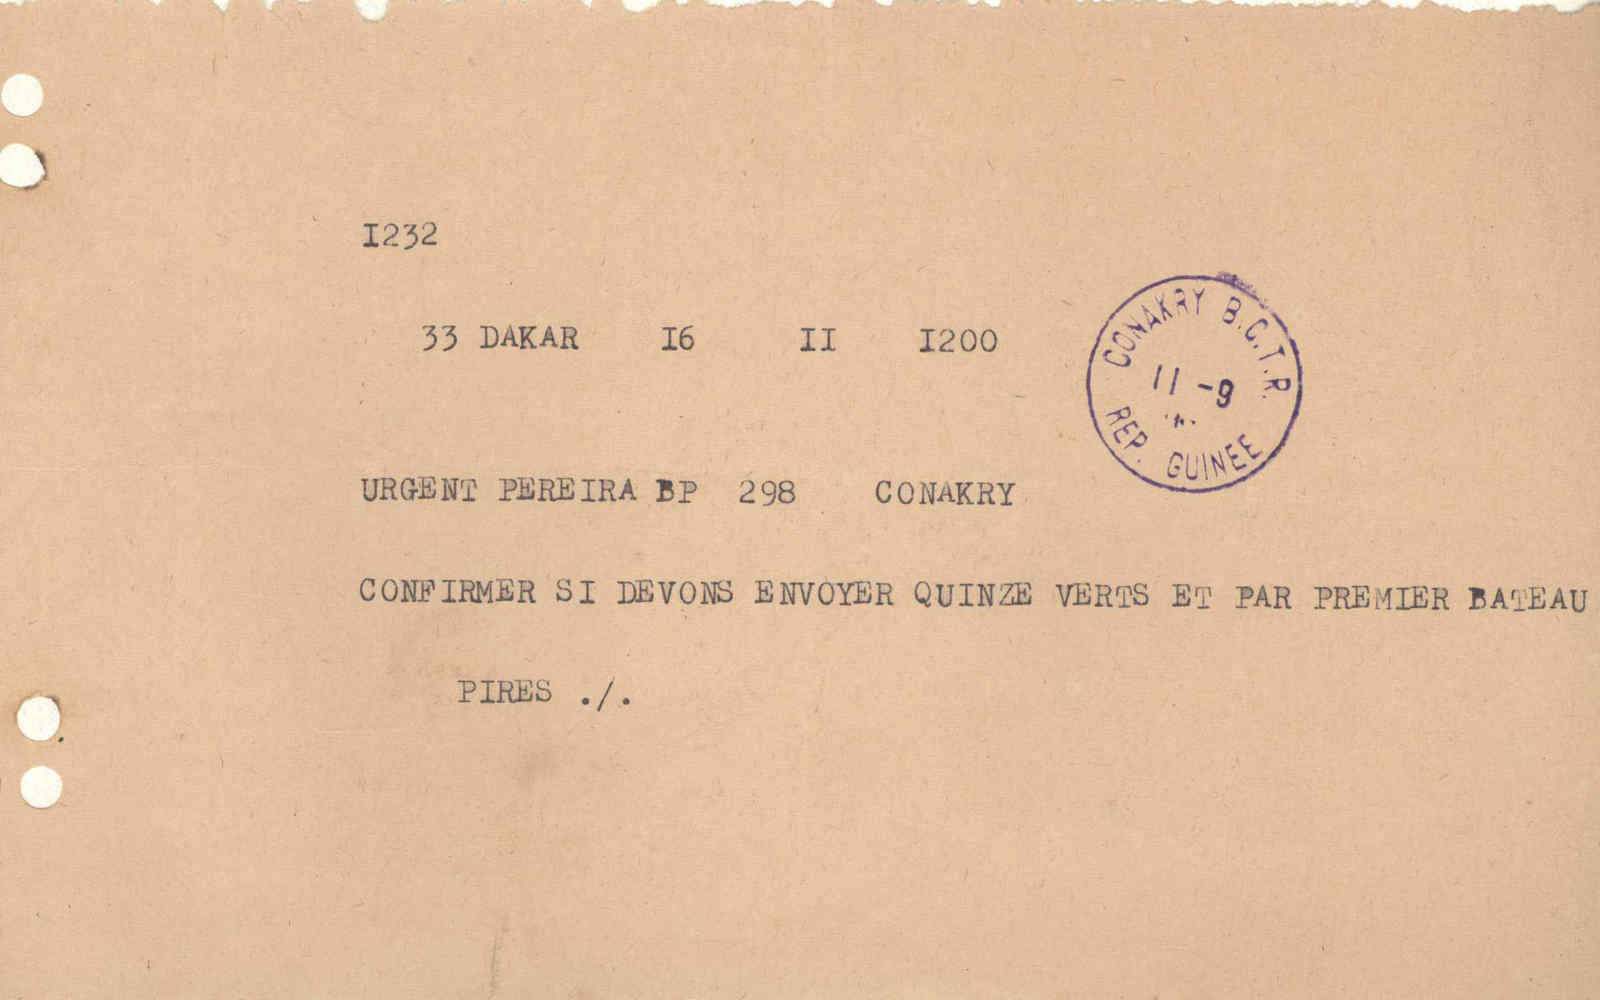 I232
33 DAKAR I6 II I200
CONAKRY B.C.T.R.
11 -9
REP. GUINEE
URGENT PEREIRA BP 298 CONAKRY
CONFIRMER SI DEVONS ENVOYER QUINZE VERTS ET PAR PREMIER BATEAU
PIRES ./.